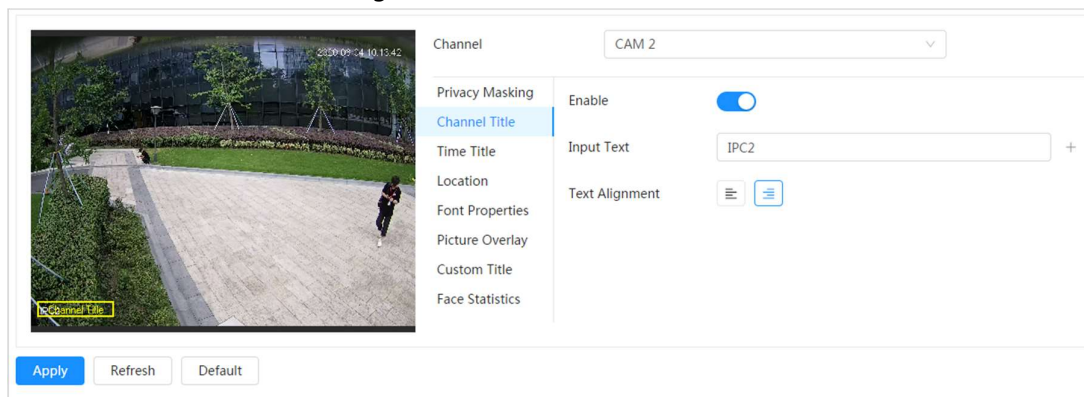 2020-09-24 10:13:42
Channel Title
Channel
CAM 2
Privacy Masking
Channel Title
Time Title
Location
Font Properties
Picture Overlay
Custom Title
Face Statistics
Enable
Input Text
IPC2
+
Text Alignment
Apply
Refresh
Default